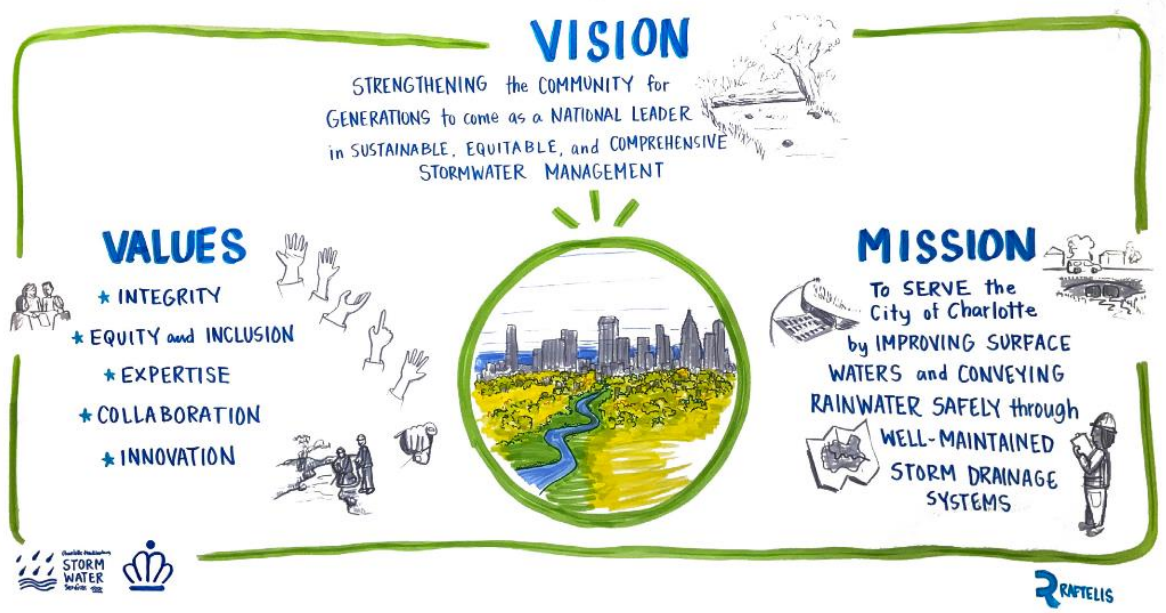 VISION
STRENGTHENING the COMMUNITY for
GENERATIONS to come as a NATIONAL LEADER
in SUSTAINABLE, EQUITABLE, and COMPREHENSIVE
STORMWATER MANAGEMENT
VALUES
★ INTEGRITY
★ EQUITY and INCLUSION
★ EXPERTISE
★ COLLABORATION
★ INNOVATION
MISSION
To SERVE the
City of Charlotte
by IMPROVING SURFACE
WATERS and CONVEYING
RAINWATER SAFELY through
WELL-MAINTAINED
STORM DRAINAGE
SYSTEMS
STORM
WATER
RAFTELIS